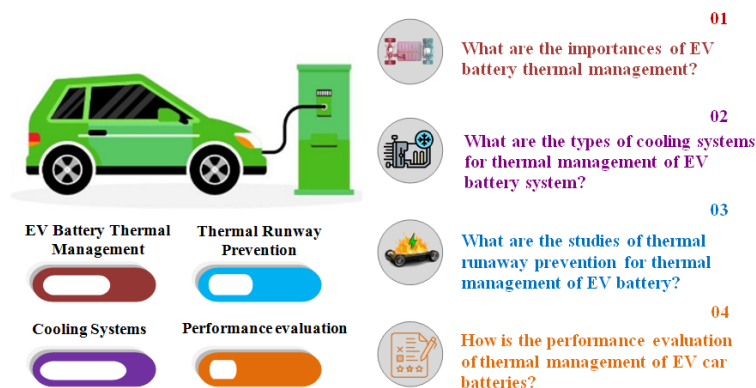 EV Battery Thermal
Management
Thermal Runway
Prevention
Cooling Systems
Performance evaluation
01
What are the importances of EV
battery thermal management?
02
What are the types of cooling systems
for thermal management of EV
battery system?
03
What are the studies of thermal
runaway prevention for thermal
management of EV battery?
04
How is the performance evaluation
of thermal management of EV car
batteries?